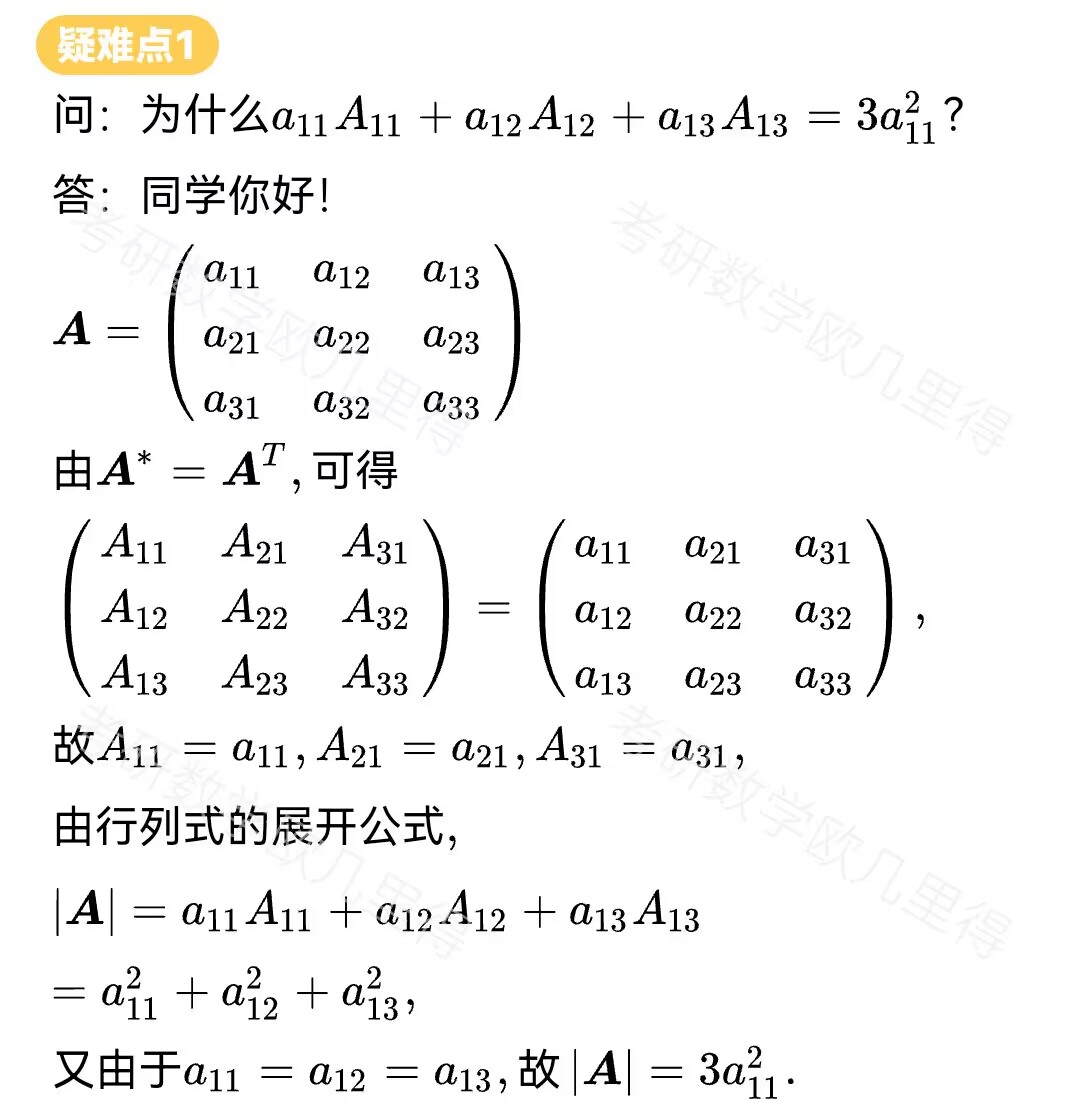 疑难点1
问：为什么$a_{11}A_{11} + a_{12}A_{12} + a_{13}A_{13} = 3a_{11}^2$？
答：同学你好！
$\boldsymbol{A} = \begin{pmatrix} a_{11} & a_{12} & a_{13} \\ a_{21} & a_{22} & a_{23} \\ a_{31} & a_{32} & a_{33} \end{pmatrix}$
由$\boldsymbol{A}^* = \boldsymbol{A}^T$, 可得
$\begin{pmatrix} A_{11} & A_{21} & A_{31} \\ A_{12} & A_{22} & A_{32} \\ A_{13} & A_{23} & A_{33} \end{pmatrix} = \begin{pmatrix} a_{11} & a_{21} & a_{31} \\ a_{12} & a_{22} & a_{32} \\ a_{13} & a_{23} & a_{33} \end{pmatrix}$,
故$A_{11} = a_{11}, A_{21} = a_{21}, A_{31} = a_{31}$,
由行列式的展开公式,
$|\boldsymbol{A}| = a_{11}A_{11} + a_{12}A_{12} + a_{13}A_{13}$
$= a_{11}^2 + a_{12}^2 + a_{13}^2$,
又由于$a_{11} = a_{12} = a_{13}$, 故$|\boldsymbol{A}| = 3a_{11}^2$.
考研数学欧几里得
考研数学欧几里得
考研数学欧几里得
考研数学欧几里得